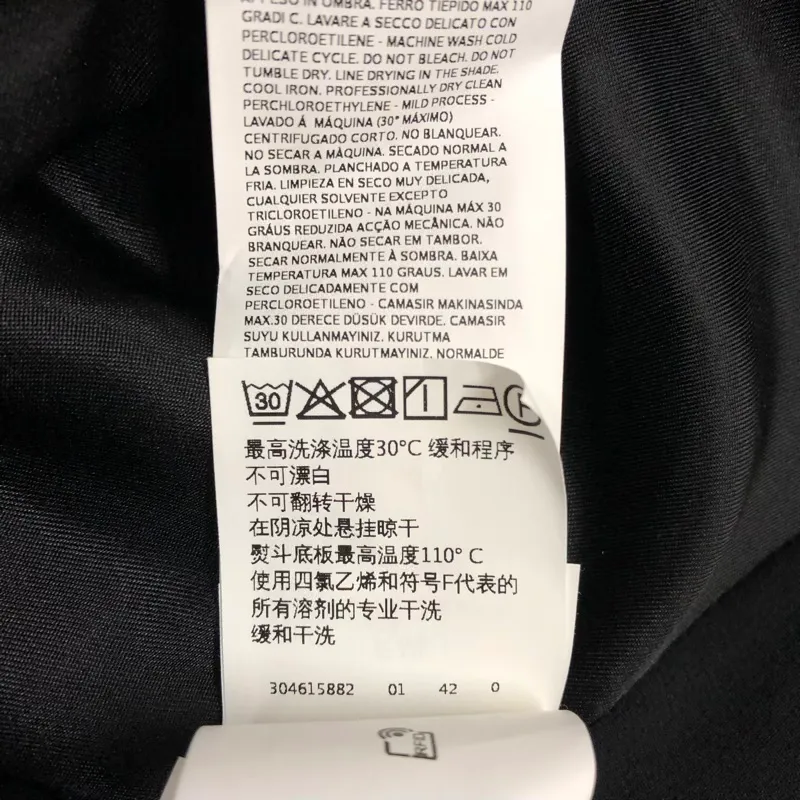 APPESO IN OMBRA. FERRO TIEPIDO MAX 110
GRADI C. LAVARE A SECCO DELICATO CON
PERCLOROETILENE - MACHINE WASH COLD
DELICATE CYCLE. DO NOT BLEACH. DO NOT
TUMBLE DRY. LINE DRYING IN THE SHADE.
COOL IRON. PROFESSIONALLY DRY CLEAN
PERCHLOROETHYLENE - MILD PROCESS -
LAVADO Á MÁQUINA (30° MÁXIMO)
CENTRIFUGADO CORTO. NO BLANQUEAR.
NO SECAR A MÁQUINA. SECADO NORMAL A
LA SOMBRA. PLANCHADO A TEMPERATURA
FRIA. LIMPIEZA EN SECO MUY DELICADA,
CUALQUIER SOLVENTE EXCEPTO
TRICLOROETILENO - NA MÁQUINA MÁX 30
GRÁUS REDUZIDA ACÇÃO MECÂNICA. NÃO
BRANQUEAR. NÃO SECAR EM TAMBOR.
SECAR NORMALMENTE À SOMBRA. BAIXA
TEMPERATURA MAX 110 GRAUS. LAVAR EM
SECO DELICADAMENTE COM
PERCLOROETILENO - CAMASIR MAKINASINDA
MAX.30 DERECE DÜSÜK DEVIRDE. CAMASIR
SUYU KULLANMAYINIZ. KURUTMA
TAMBURUNDA KURUTMAYINIZ. NORMALDE
30 F
最高洗涤温度30°C 缓和程序
不可漂白
不可翻转干燥
在阴凉处悬挂晾干
熨斗底板最高温度110° C
使用四氯乙烯和符号F代表的
所有溶剂的专业干洗
缓和干洗
304615882 01 42 0
RFID